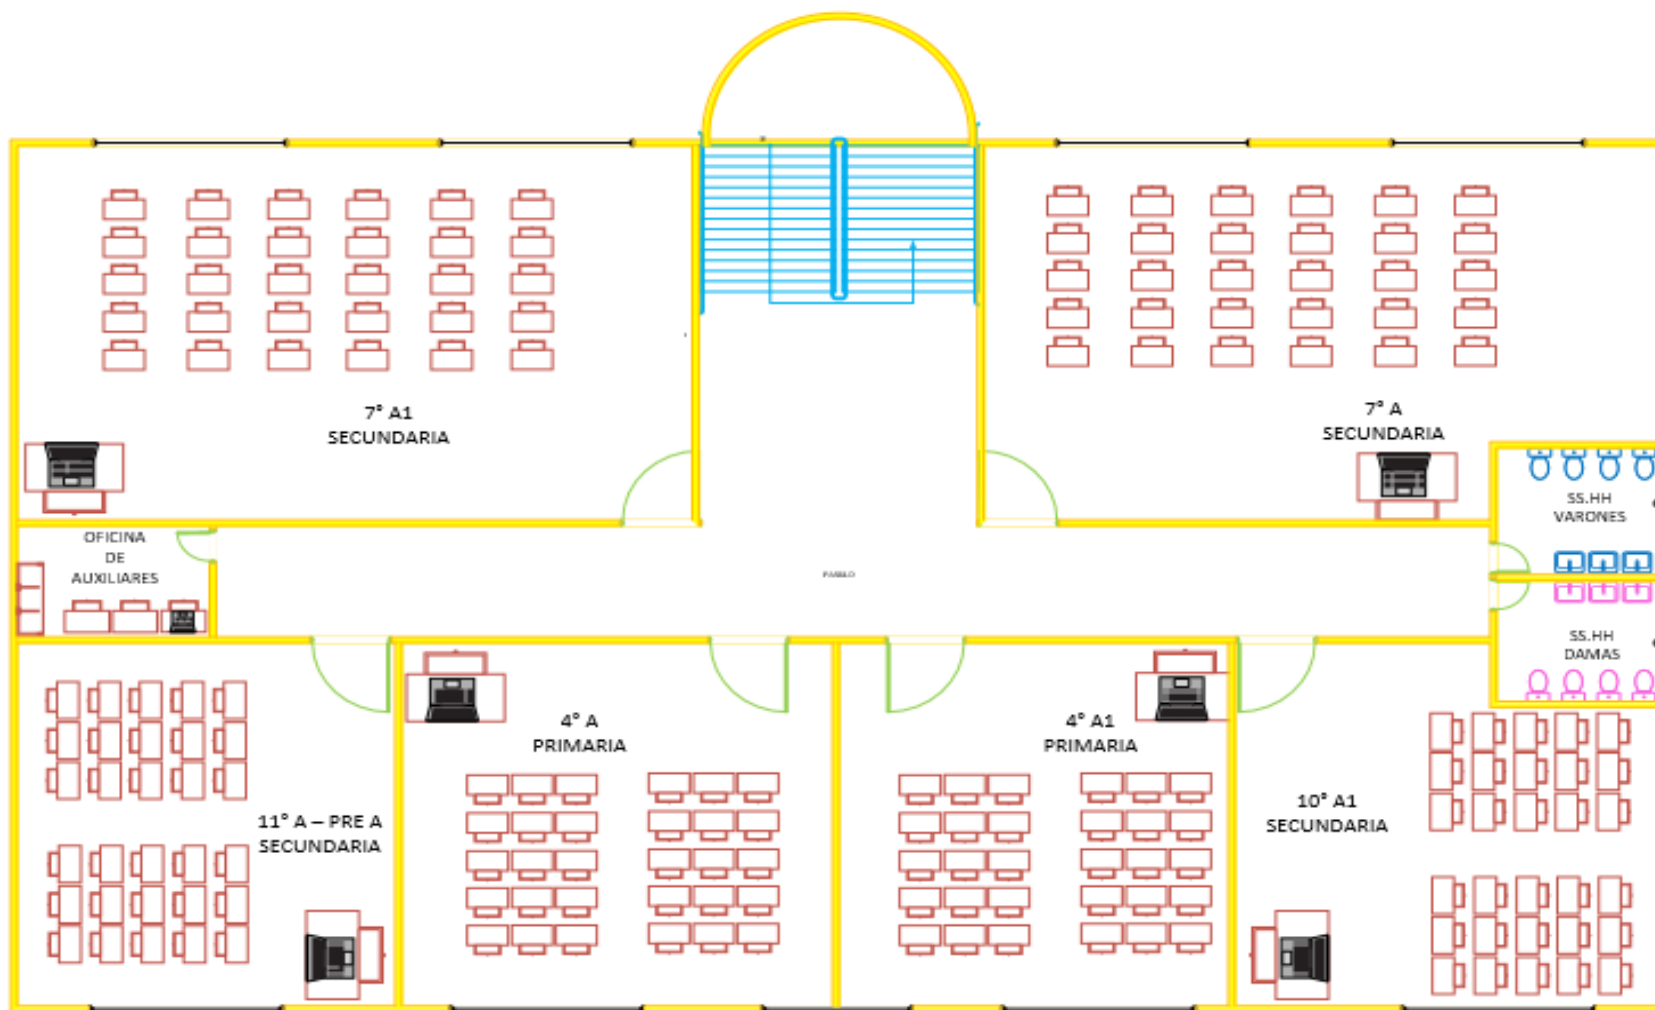 7° A1
SECUNDARIA
7° A
SECUNDARIA
SS.HH
VARONES
OFICINA
DE
AUXILIARES
PASILLO
SS.HH
DAMAS
4° A
PRIMARIA
4° A1
PRIMARIA
11° A – PRE A
SECUNDARIA
10° A1
SECUNDARIA